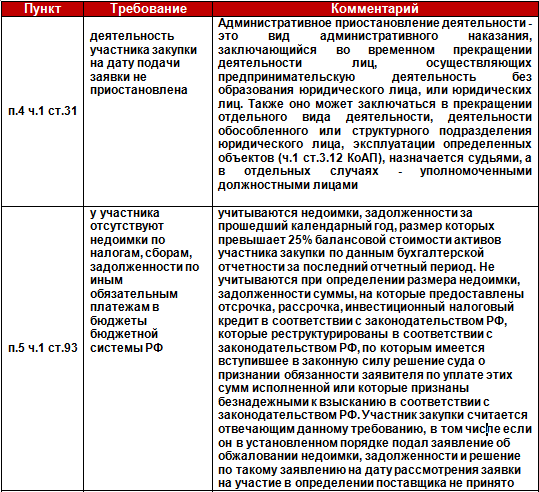 Пункт Требование Комментарий
п.4 ч.1 ст.31
деятельность
участника закупки
на дату подачи
заявки не
приостановлена
Административное приостановление деятельности -
это вид административного наказания,
заключающийся во временном прекращении
деятельности лиц, осуществляющих
предпринимательскую деятельность без
образования юридического лица, или юридических
лиц. Также оно может заключаться в прекращении
отдельного вида деятельности, деятельности
обособленного или структурного подразделения
юридического лица, эксплуатации определенных
объектов (ч.1 ст.3.12 КоАП), назначается судьями, а
в отдельных случаях - уполномоченными
должностными лицами
п.5 ч.1 ст.93
у участника
отсутствуют
недоимки по
налогам, сборам,
задолженности по
иным
обязательным
платежам в
бюджеты
бюджетной
системы РФ
учитываются недоимки, задолженности за
прошедший календарный год, размер которых
превышает 25% балансовой стоимости активов
участника закупки по данным бухгалтерской
отчетности за последний отчетный период. Не
учитываются при определении размера недоимки,
задолженности суммы, на которые предоставлены
отсрочка, рассрочка, инвестиционный налоговый
кредит в соответствии с законодательством РФ,
которые реструктурированы в соответствии с
законодательством РФ, по которым имеется
вступившее в законную силу решение суда о
признании обязанности заявителя по уплате этих
сумм исполненной или которые признаны
безнадежными к взысканию в соответствии с
законодательством РФ. Участник закупки считается
отвечающим данному требованию, в том числе если
он в установленном порядке подал заявление об
обжаловании недоимки, задолженности и решение
по такому заявлению на дату рассмотрения заявки
на участие в определении поставщика не принято